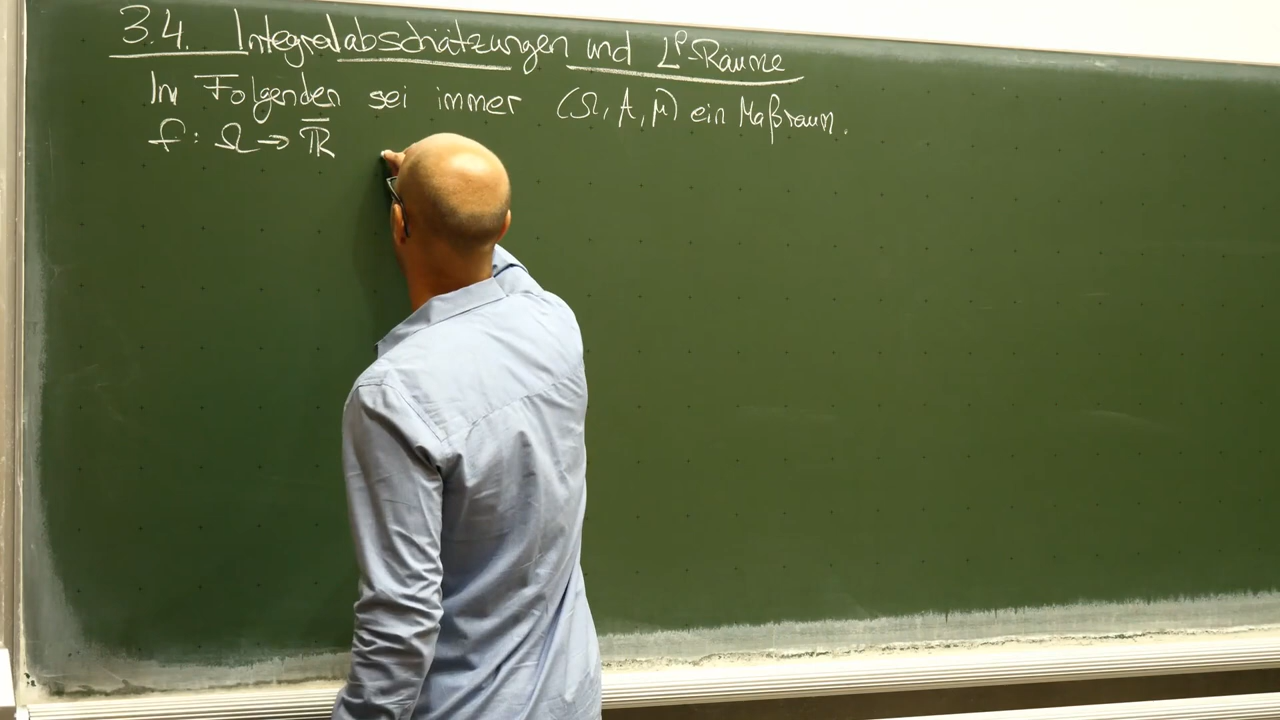 3.4. Integralabschätzungen und L^p-Räume
Im Folgenden sei immer (Ω, A, μ) ein Maßraum.
f: Ω → ℝ̅